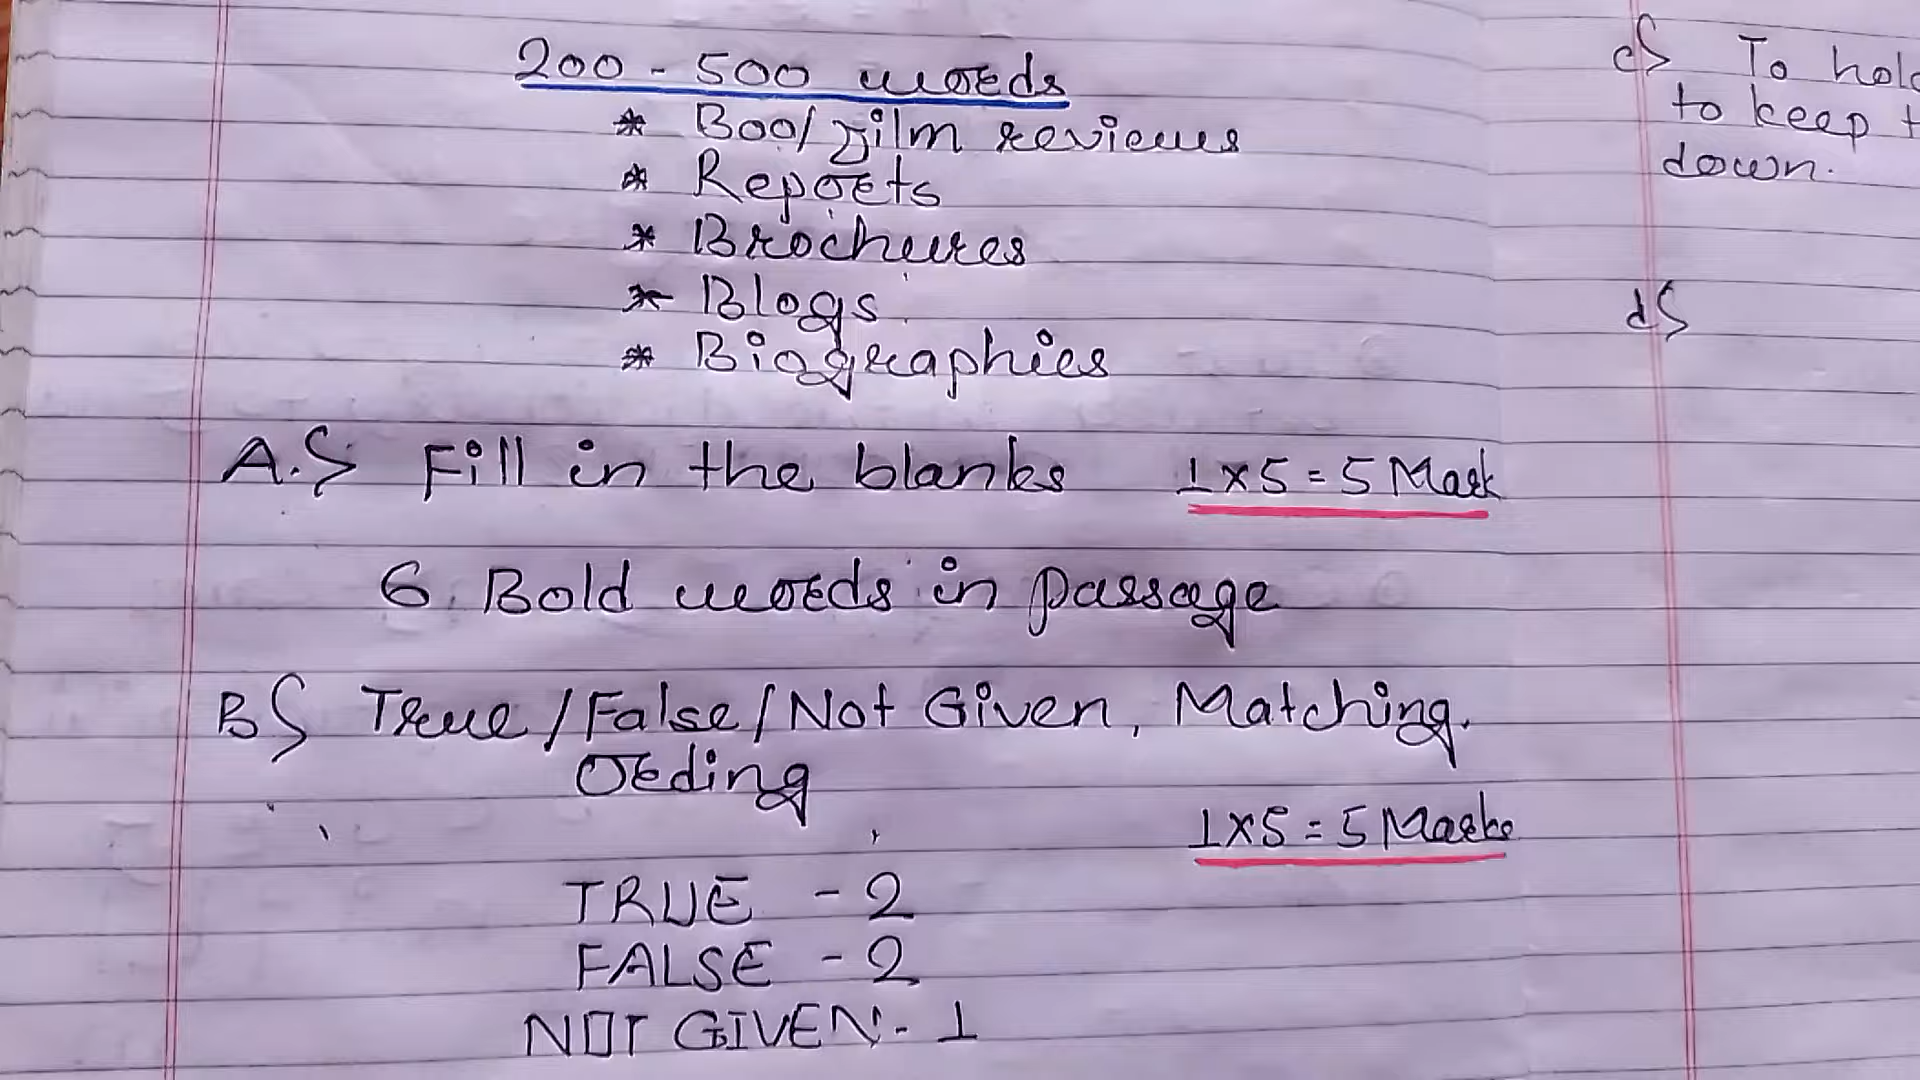 200 - 500 words
* Boo/film reviews
* Reports
* Brochures
* Blogs
* Biographies
A.> Fill in the blanks 1x5 = 5 Mark
6. Bold words in passage
B> True/False/Not Given, Matching.
Ording
1x5 = 5 Marks
TRUE - 2
FALSE - 2
NOT GIVEN - 1
c> To hold
to keep t
down.
d>